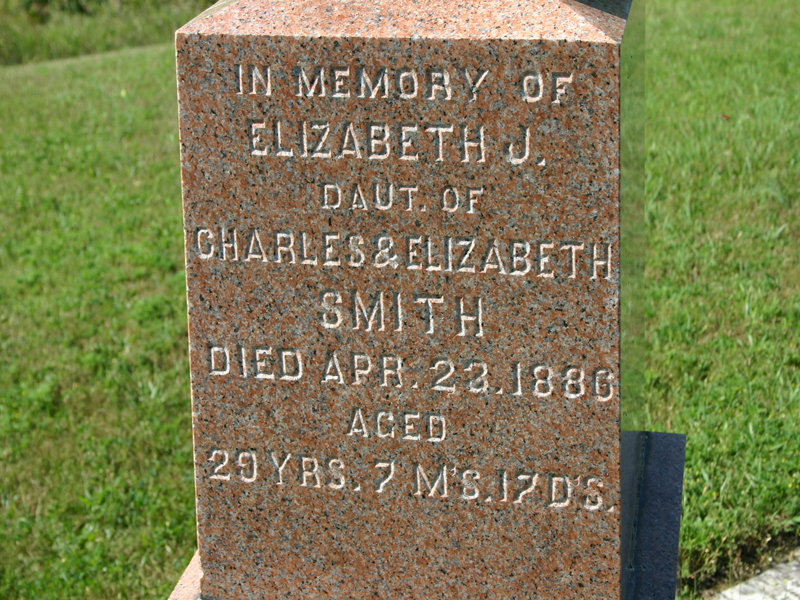 IN MEMORY OF
ELIZABETH J.
DAUT. OF
CHARLES & ELIZABETH
SMITH
DIED APR. 23. 1886
AGED
29 YRS. 7 M's. 17 D'S.